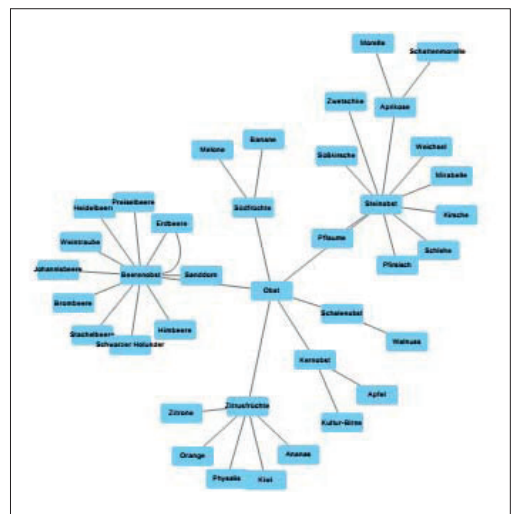 Marelle
Schattenmorelle
Zwetschke
Aprikose
Banane
Melone
Weichsel
Süßkirsche
Mirabelle
Preiselbeere
Heidelbeere
Erdbeere
Südfrüchte
Steinobst
Kirsche
Weintraube
Pflaume
Schlehe
Johannisbeere
Beerenobst
Sanddorn
Pfirsich
Obst
Brombeere
Schalenobst
Stachelbeere
Himbeere
Schwarzer Holunder
Walnuss
Kernobst
Apfel
Zitrone
Zitrusfrüchte
Kultur-Birne
Orange
Ananas
Physalis
Kiwi